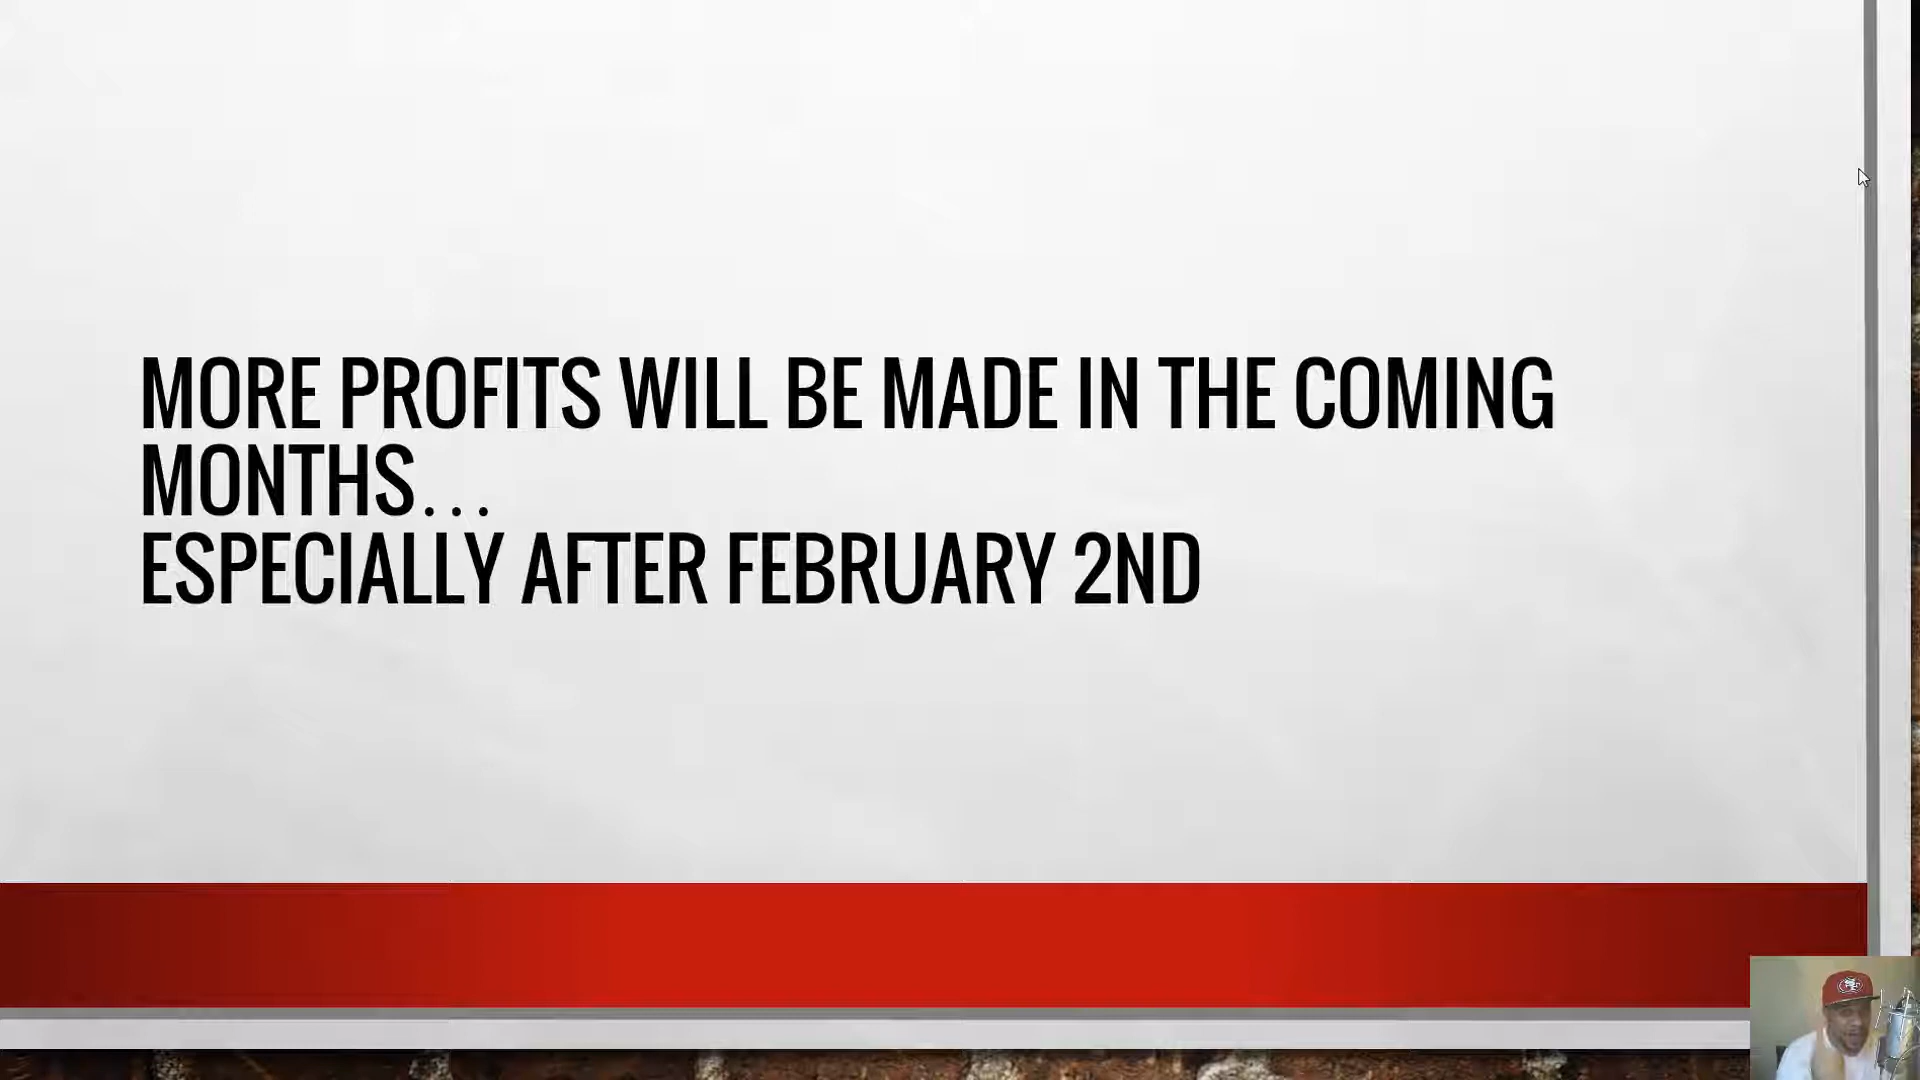 MORE PROFITS WILL BE MADE IN THE COMING
MONTHS…
ESPECIALLY AFTER FEBRUARY 2ND